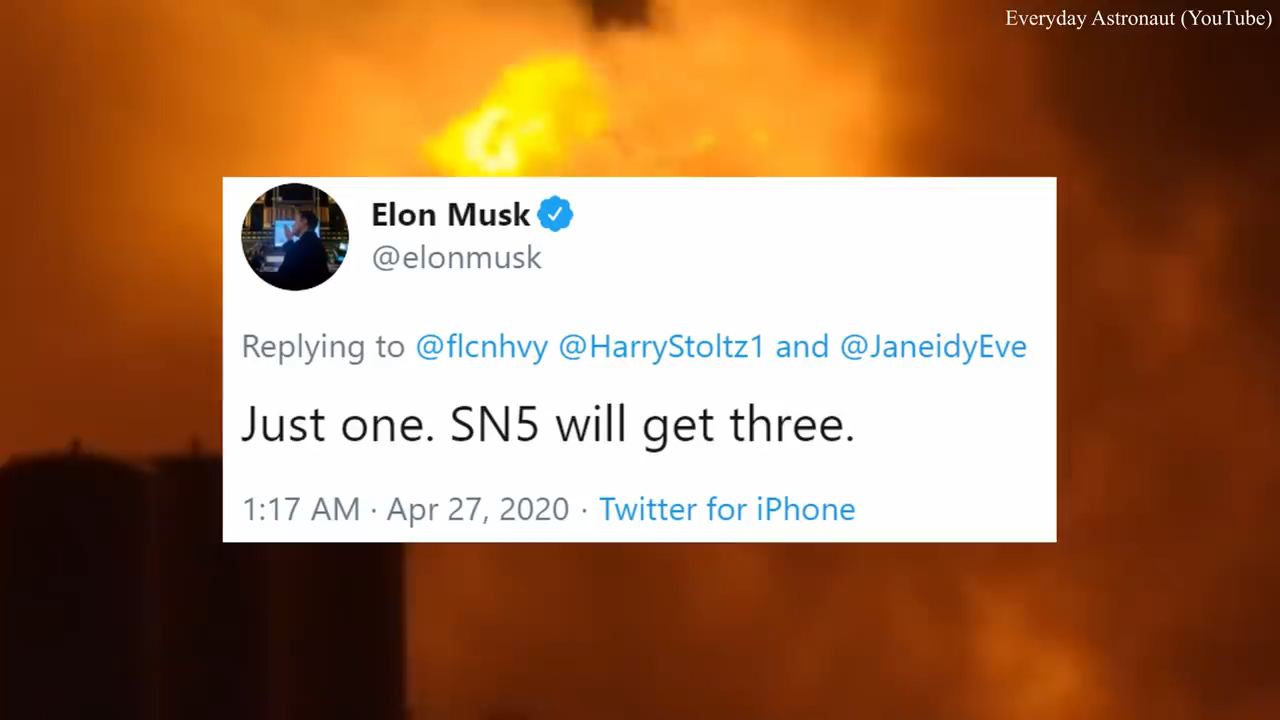 Everyday Astronaut (YouTube)
Elon Musk
@elonmusk
Replying to @flcnhvy @HarryStoltz1 and @JaneidyEve
Just one. SN5 will get three.
1:17 AM · Apr 27, 2020 · Twitter for iPhone